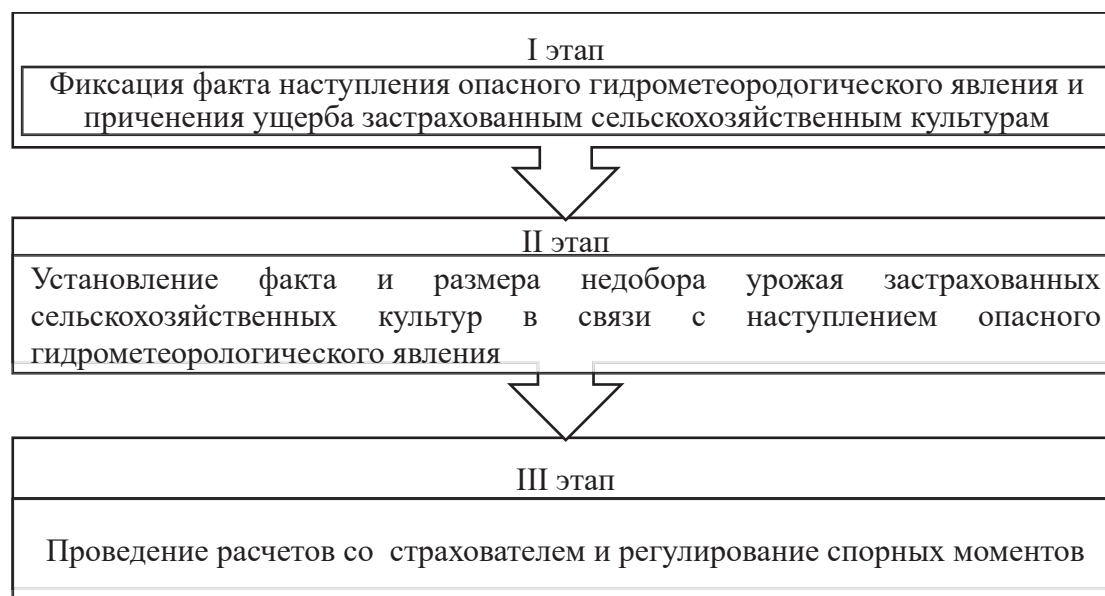 I этап
Фиксация факта наступления опасного гидрометеородогического явления и
приченения ущерба застрахованным сельскохозяйственным культурам
II этап
Установление факта и размера недобора урожая застрахованных
сельскохозяйственных культур в связи с наступлением опасного
гидрометеорологического явления
III этап
Проведение расчетов со страхователем и регулирование спорных моментов